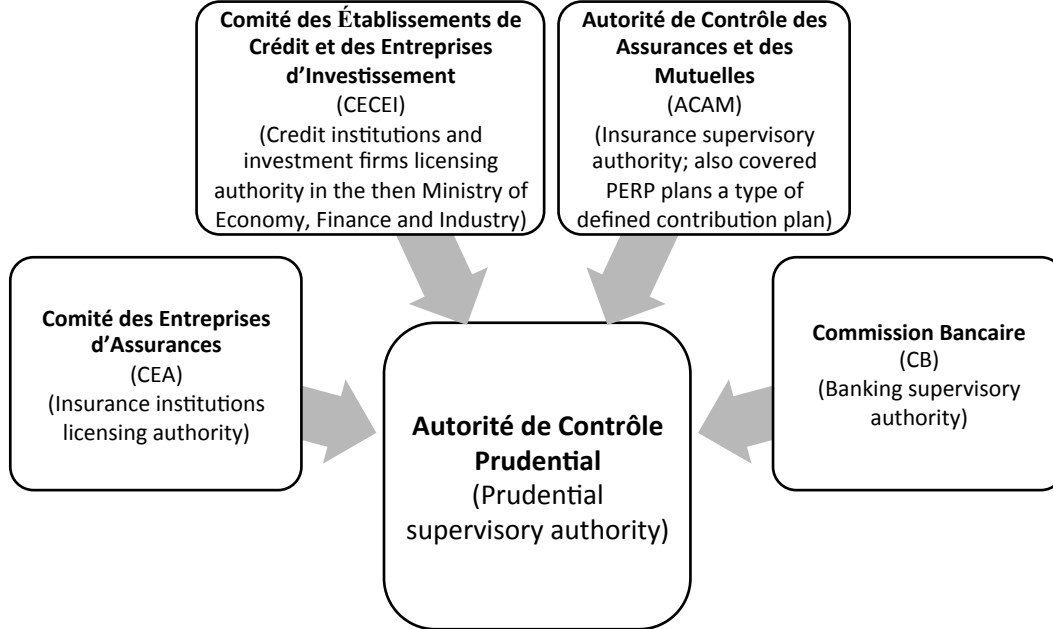 Comité des Établissements de
Crédit et des Entreprises
d’Investissement
(CECEI)
(Credit institutions and
investment firms licensing
authority in the then Ministry of
Economy, Finance and Industry)
Autorité de Contrôle des
Assurances et des
Mutuelles
(ACAM)
(Insurance supervisory
authority; also covered
PERP plans a type of
defined contribution plan)
Comité des Entreprises
d’Assurances
(CEA)
(Insurance institutions
licensing authority)
Commission Bancaire
(CB)
(Banking supervisory
authority)
Autorité de Contrôle
Prudential
(Prudential
supervisory authority)